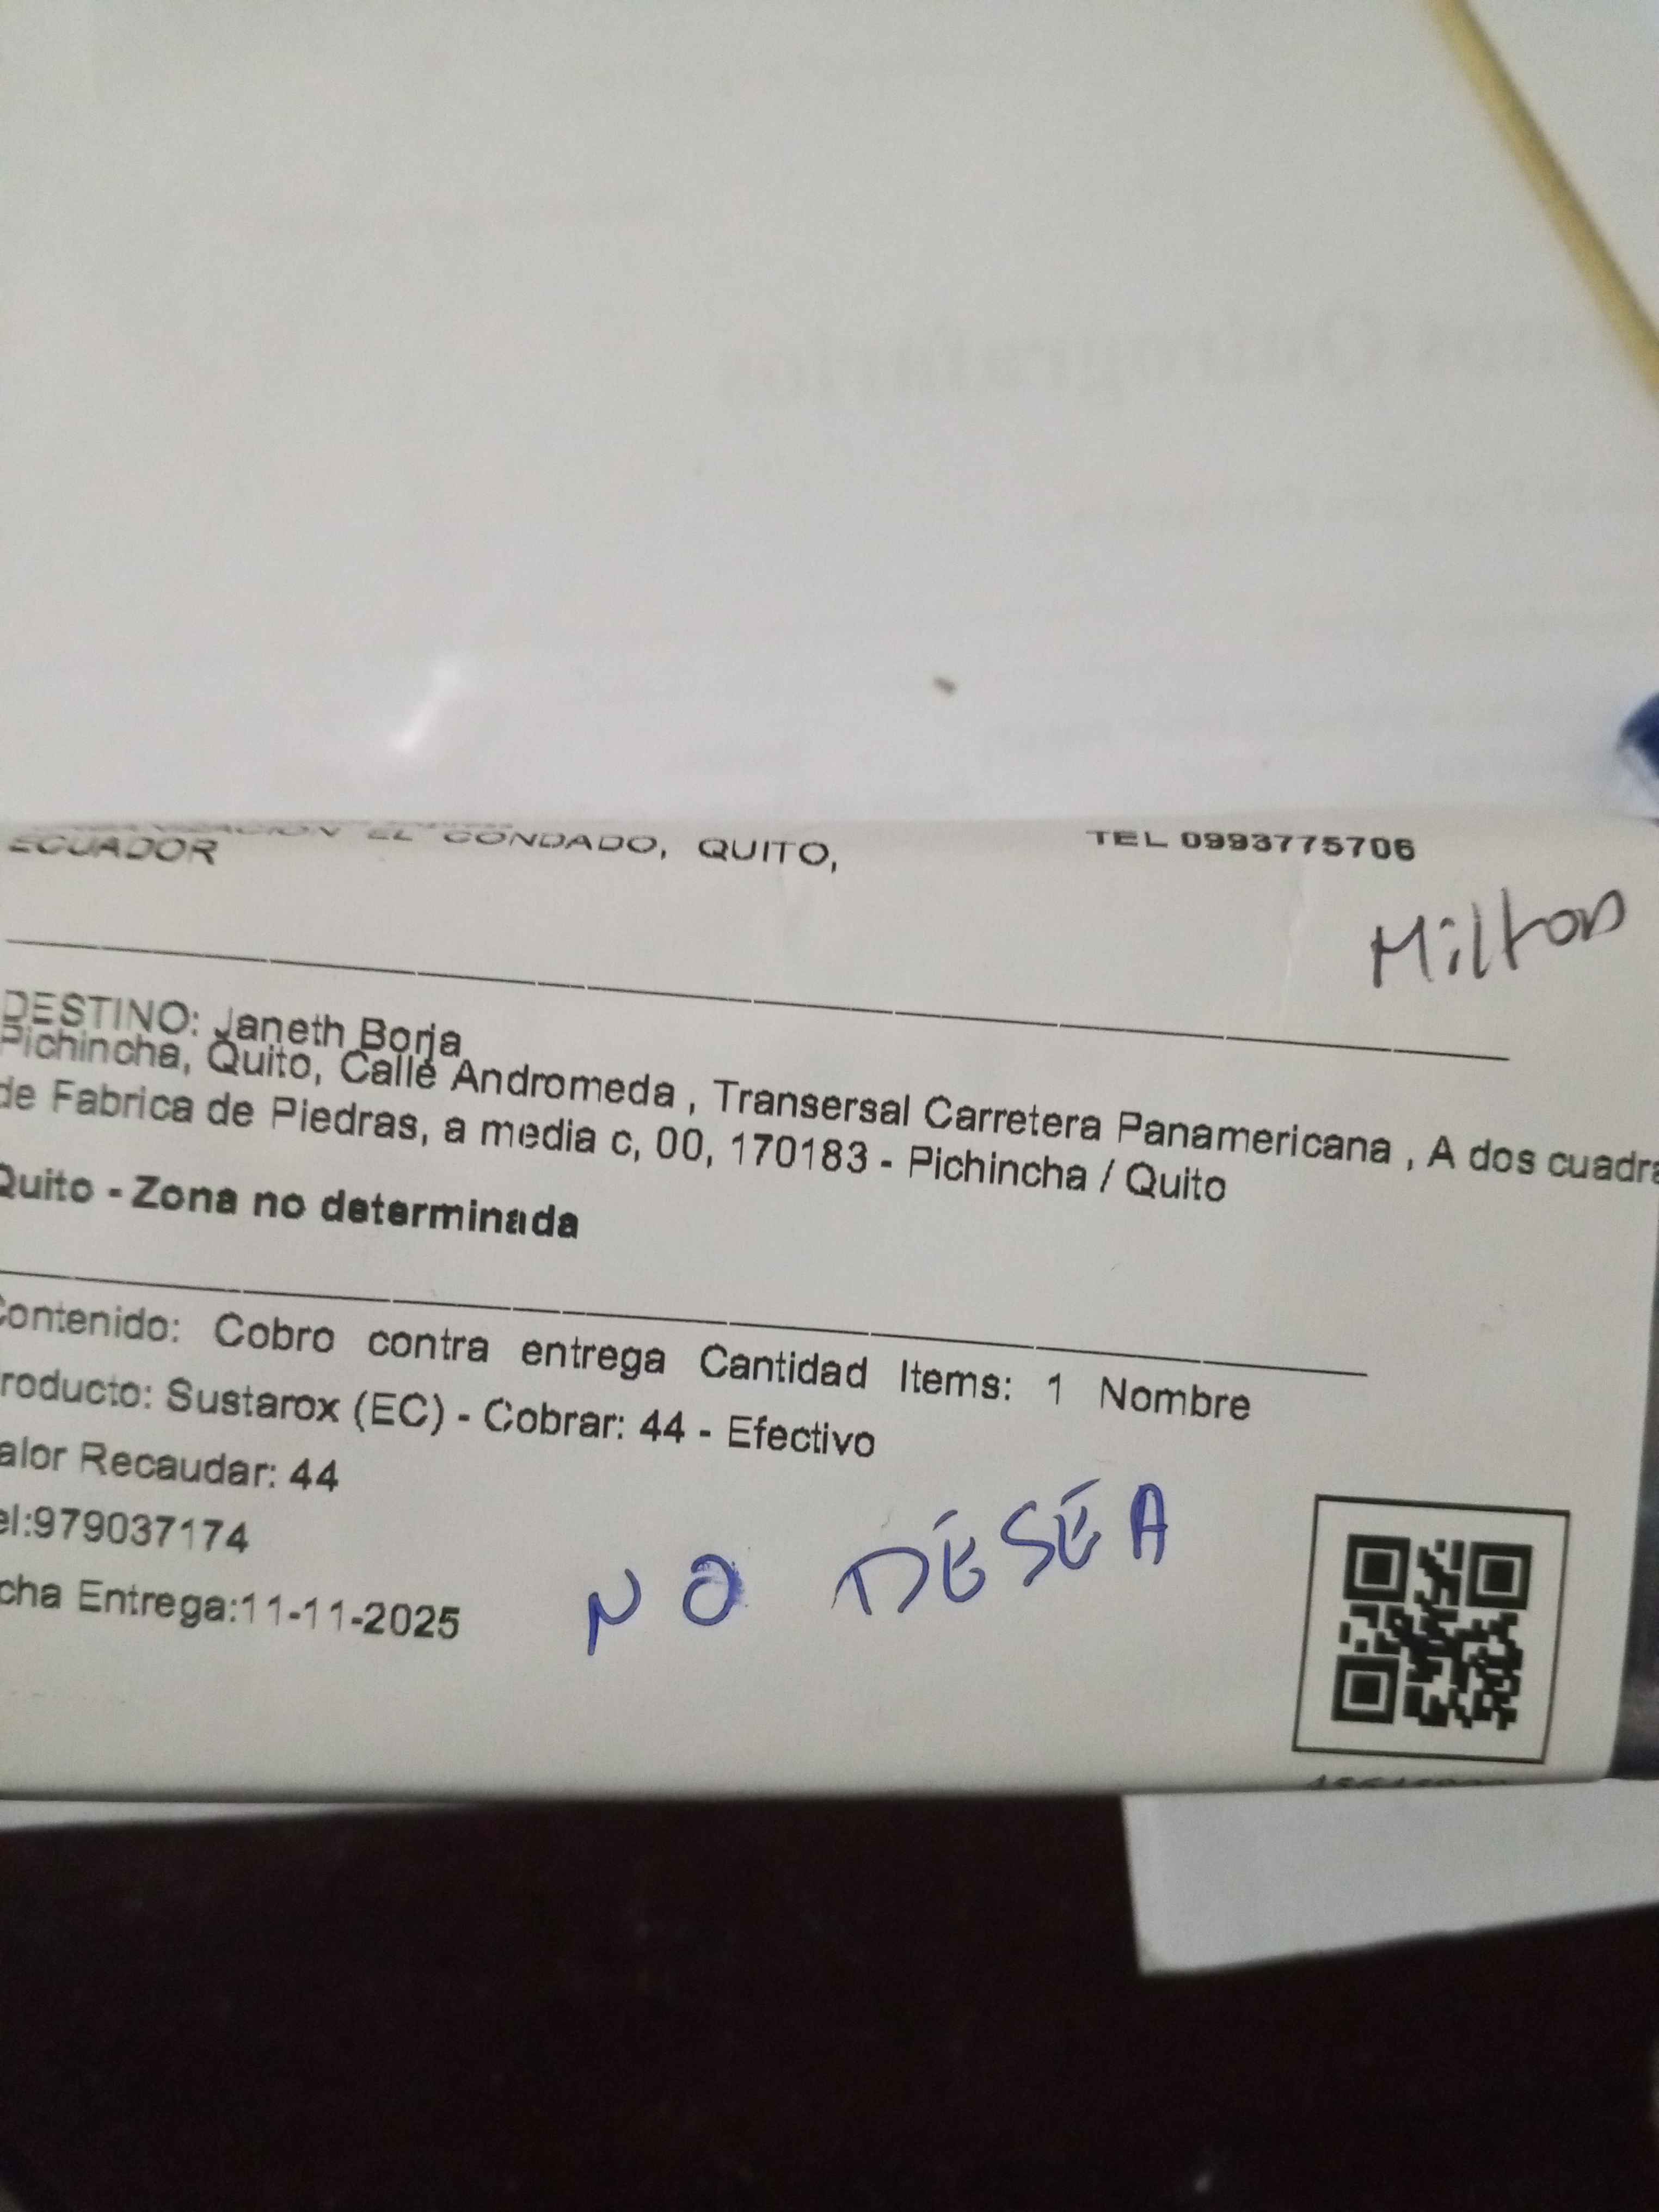 EL CONDADO, QUITO,
ECUADOR
TEL 0993775706
Milton
DESTINO: Janeth Borja
Pichincha, Quito, Calle Andromeda , Transersal Carretera Panamericana , A dos cuadra
de Fabrica de Piedras, a media c, 00, 170183 - Pichincha / Quito
Quito - Zona no determinada
Contenido: Cobro contra entrega Cantidad Items: 1 Nombre
roducto: Sustarox (EC) - Cobrar: 44 - Efectivo
alor Recaudar: 44
el:979037174
cha Entrega:11-11-2025
NO DESEA